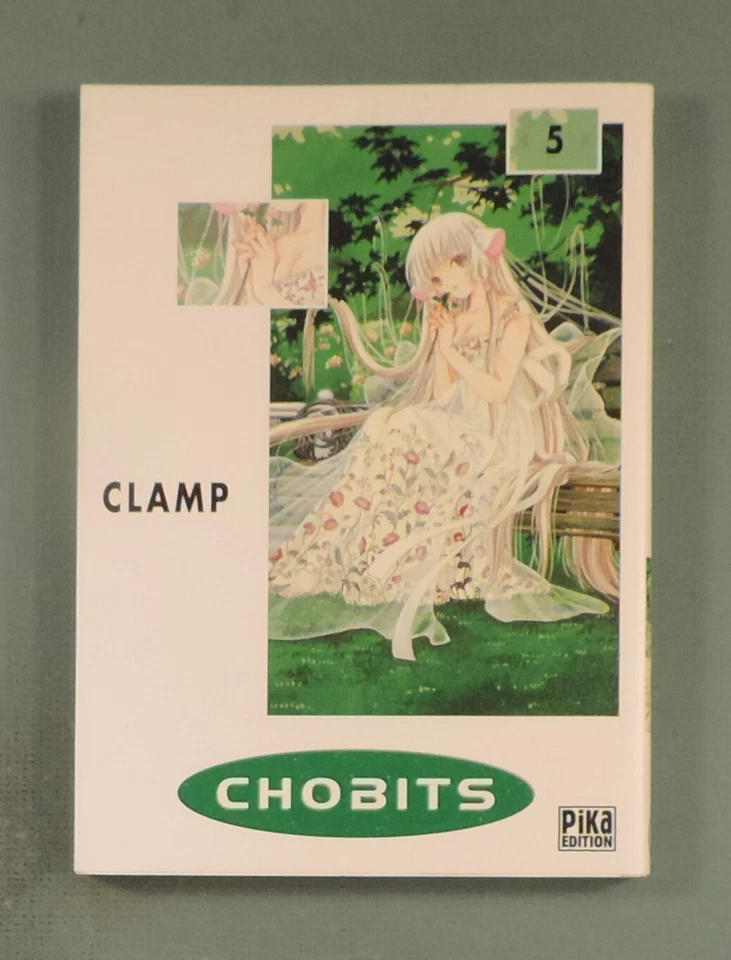 5
CLAMP
CHOBITS
PiKa
EDITION